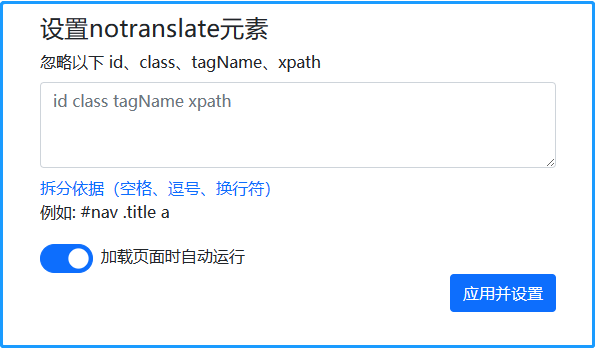 设置notranslate元素
忽略以下 id、class、tagName、xpath
id class tagName xpath
拆分依据（空格、逗号、换行符）
例如: #nav .title a
加载页面时自动运行
应用并设置